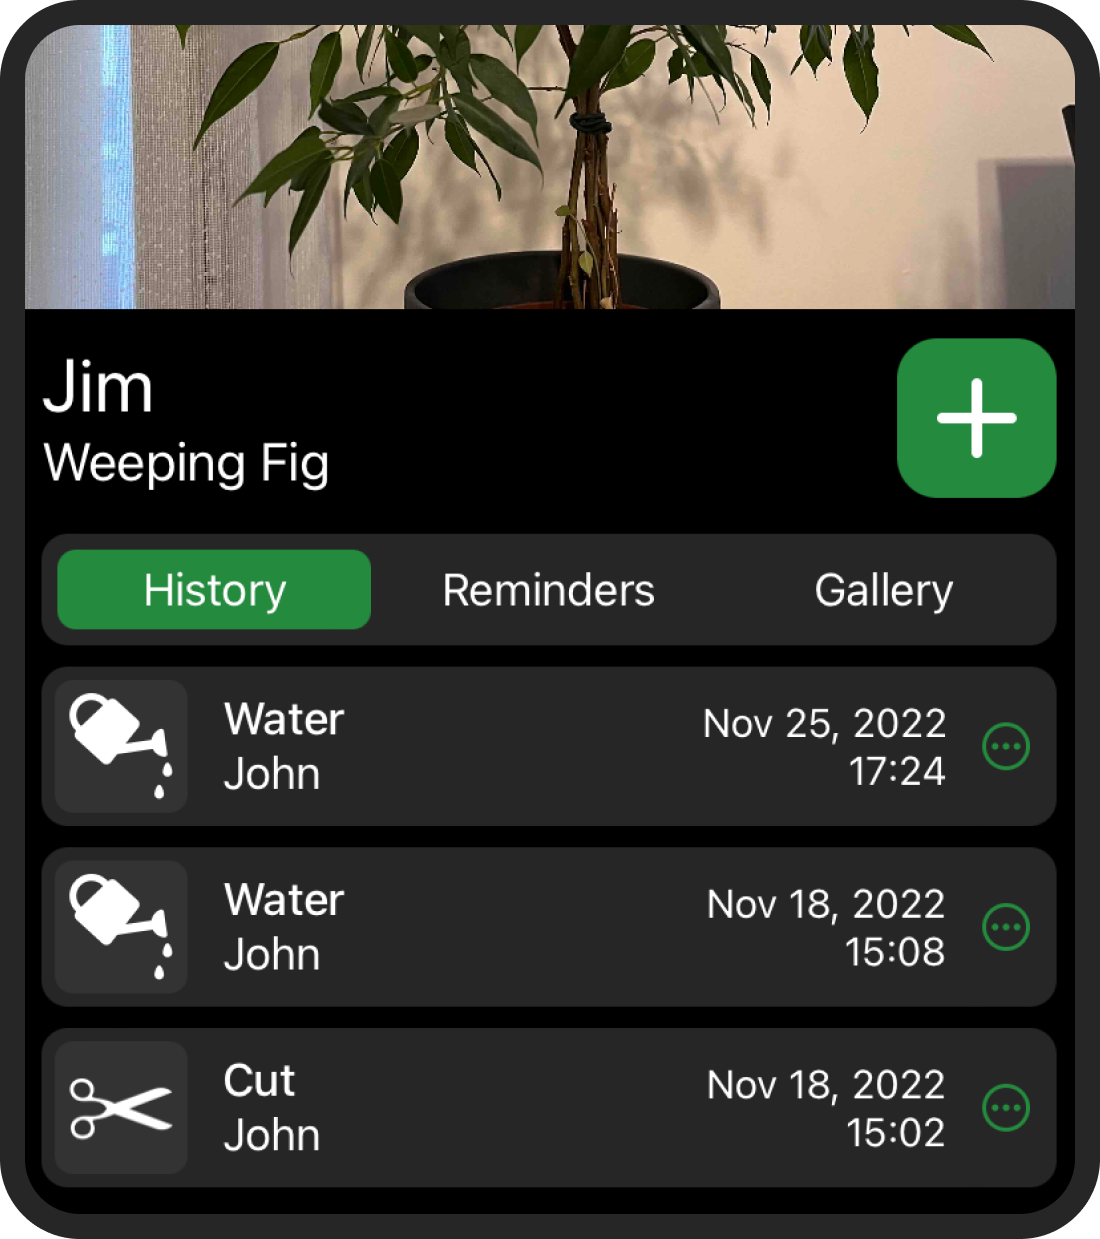 Jim
Weeping Fig
History Reminders Gallery
Water
John
Nov 25, 2022
17:24
Water
John
Nov 18, 2022
15:08
Cut
John
Nov 18, 2022
15:02